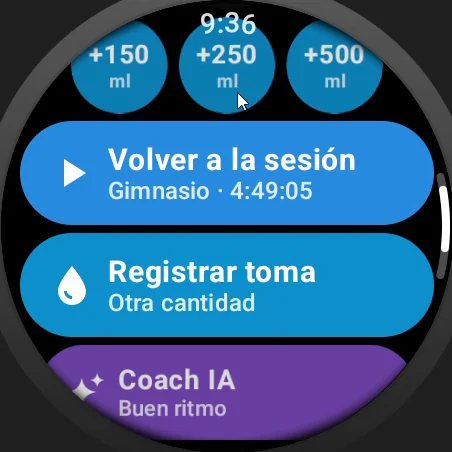 9:36
+150
ml
+250
ml
+500
ml
Volver a la sesión
Gimnasio · 4:49:05
Registrar toma
Otra cantidad
Coach IA
Buen ritmo